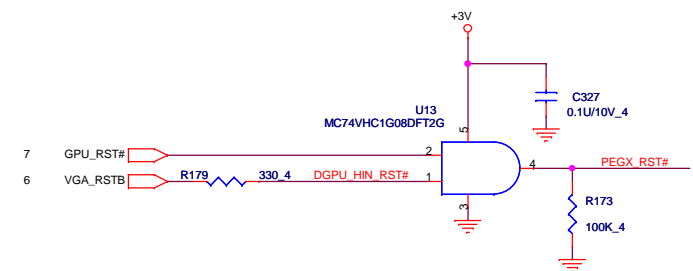 +3V
U13
MC74VHC1G08DFT2G
C327
0.1U/10V_4
5
7 GPU_RST# 2
4 PEGX_RST#
6 VGA_RSTB R179 330_4 DGPU_HIN_RST# 1
3
R173
100K_4